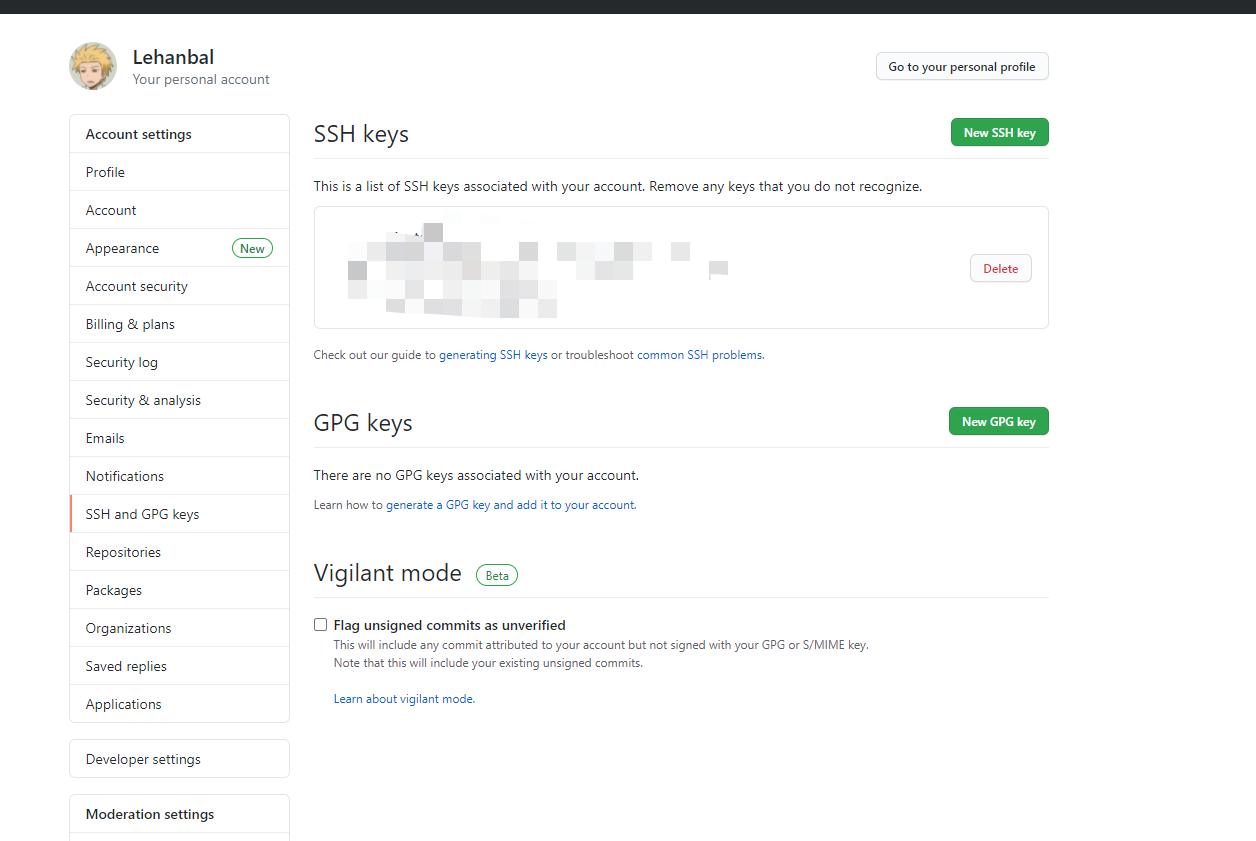 Lehanbal
Your personal account
Go to your personal profile
Account settings
Profile
Account
Appearance New
Account security
Billing & plans
Security log
Security & analysis
Emails
Notifications
SSH and GPG keys
Repositories
Packages
Organizations
Saved replies
Applications
Developer settings
Moderation settings
SSH keys
New SSH key
This is a list of SSH keys associated with your account. Remove any keys that you do not recognize.
Delete
Check out our guide to generating SSH keys or troubleshoot common SSH problems.
GPG keys
New GPG key
There are no GPG keys associated with your account.
Learn how to generate a GPG key and add it to your account.
Vigilant mode Beta
Flag unsigned commits as unverified
This will include any commit attributed to your account but not signed with your GPG or S/MIME key.
Note that this will include your existing unsigned commits.
Learn about vigilant mode.